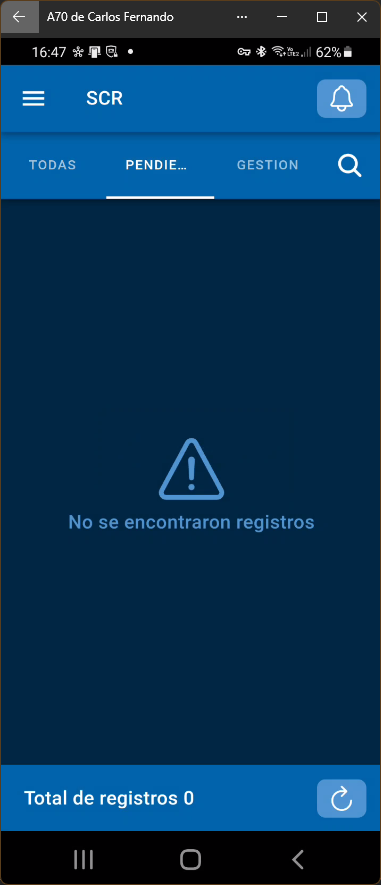 A70 de Carlos Fernando
16:47 62%
SCR
TODAS PENDIE... GESTION
No se encontraron registros
Total de registros 0